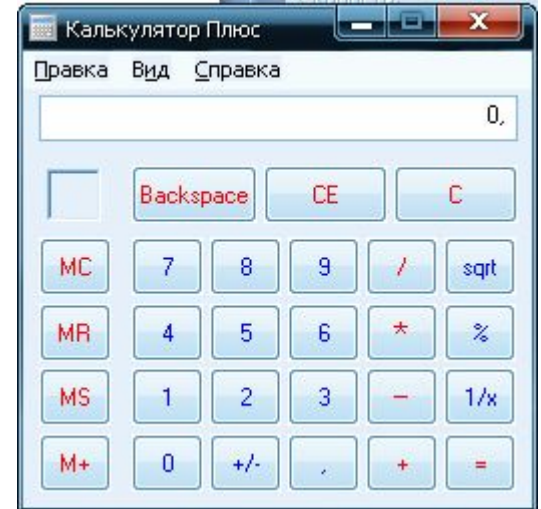 Калькулятор Плюс
Правка Вид Справка
0,
Backspace CE C
MC 7 8 9 / sqrt
MR 4 5 6 * %
MS 1 2 3 − 1/x
M+ 0 +/- , + =